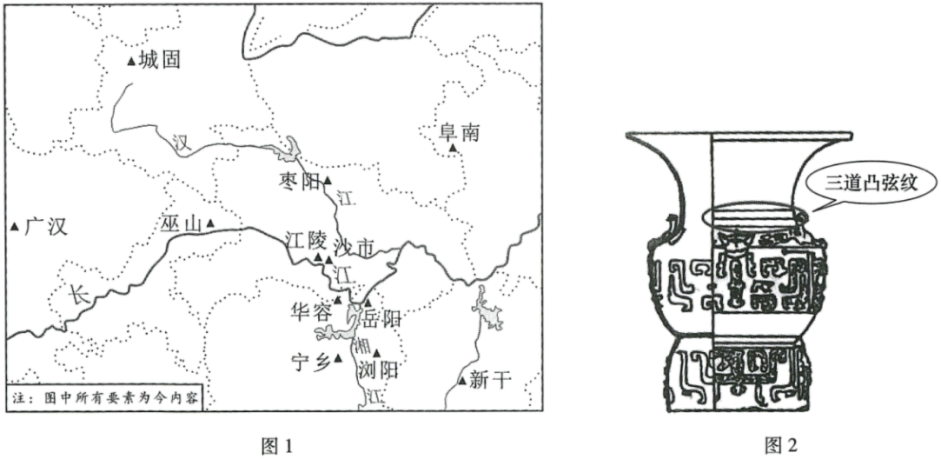 城固
汉
阜南
枣阳
江
广汉
巫山
江陵
沙市
江
长
华容
岳阳
湘
宁乡
浏阳
江
新干
注：图中所有要素为今内容
图1
三道凸弦纹
图2